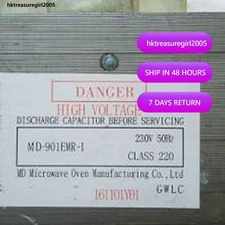 hktreasuregirl2005
hktreasuregirl2005
SHIP IN 48 HOURS
7 DAYS RETURN
DANGER
HIGH VOLTAGE
DISCHARGE CAPACITOR BEFORE SERVICING
MD-901EMR-1
230V 50Hz
CLASS 220
MD Microwave Oven Manufacturing Co.,Ltd
GWLC
161101Y01